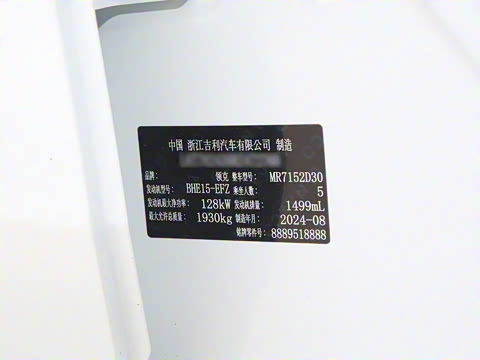 中国 浙江吉利汽车有限公司 制造
品牌: 领克 整车型号: MR7152D30
发动机型号: BHE15-EFZ 乘坐人数: 5
发动机最大净功率: 128kW 发动机排量: 1499mL
最大允许总质量: 1930kg 制造年月: 2024-08
铭牌零件号: 8889518888